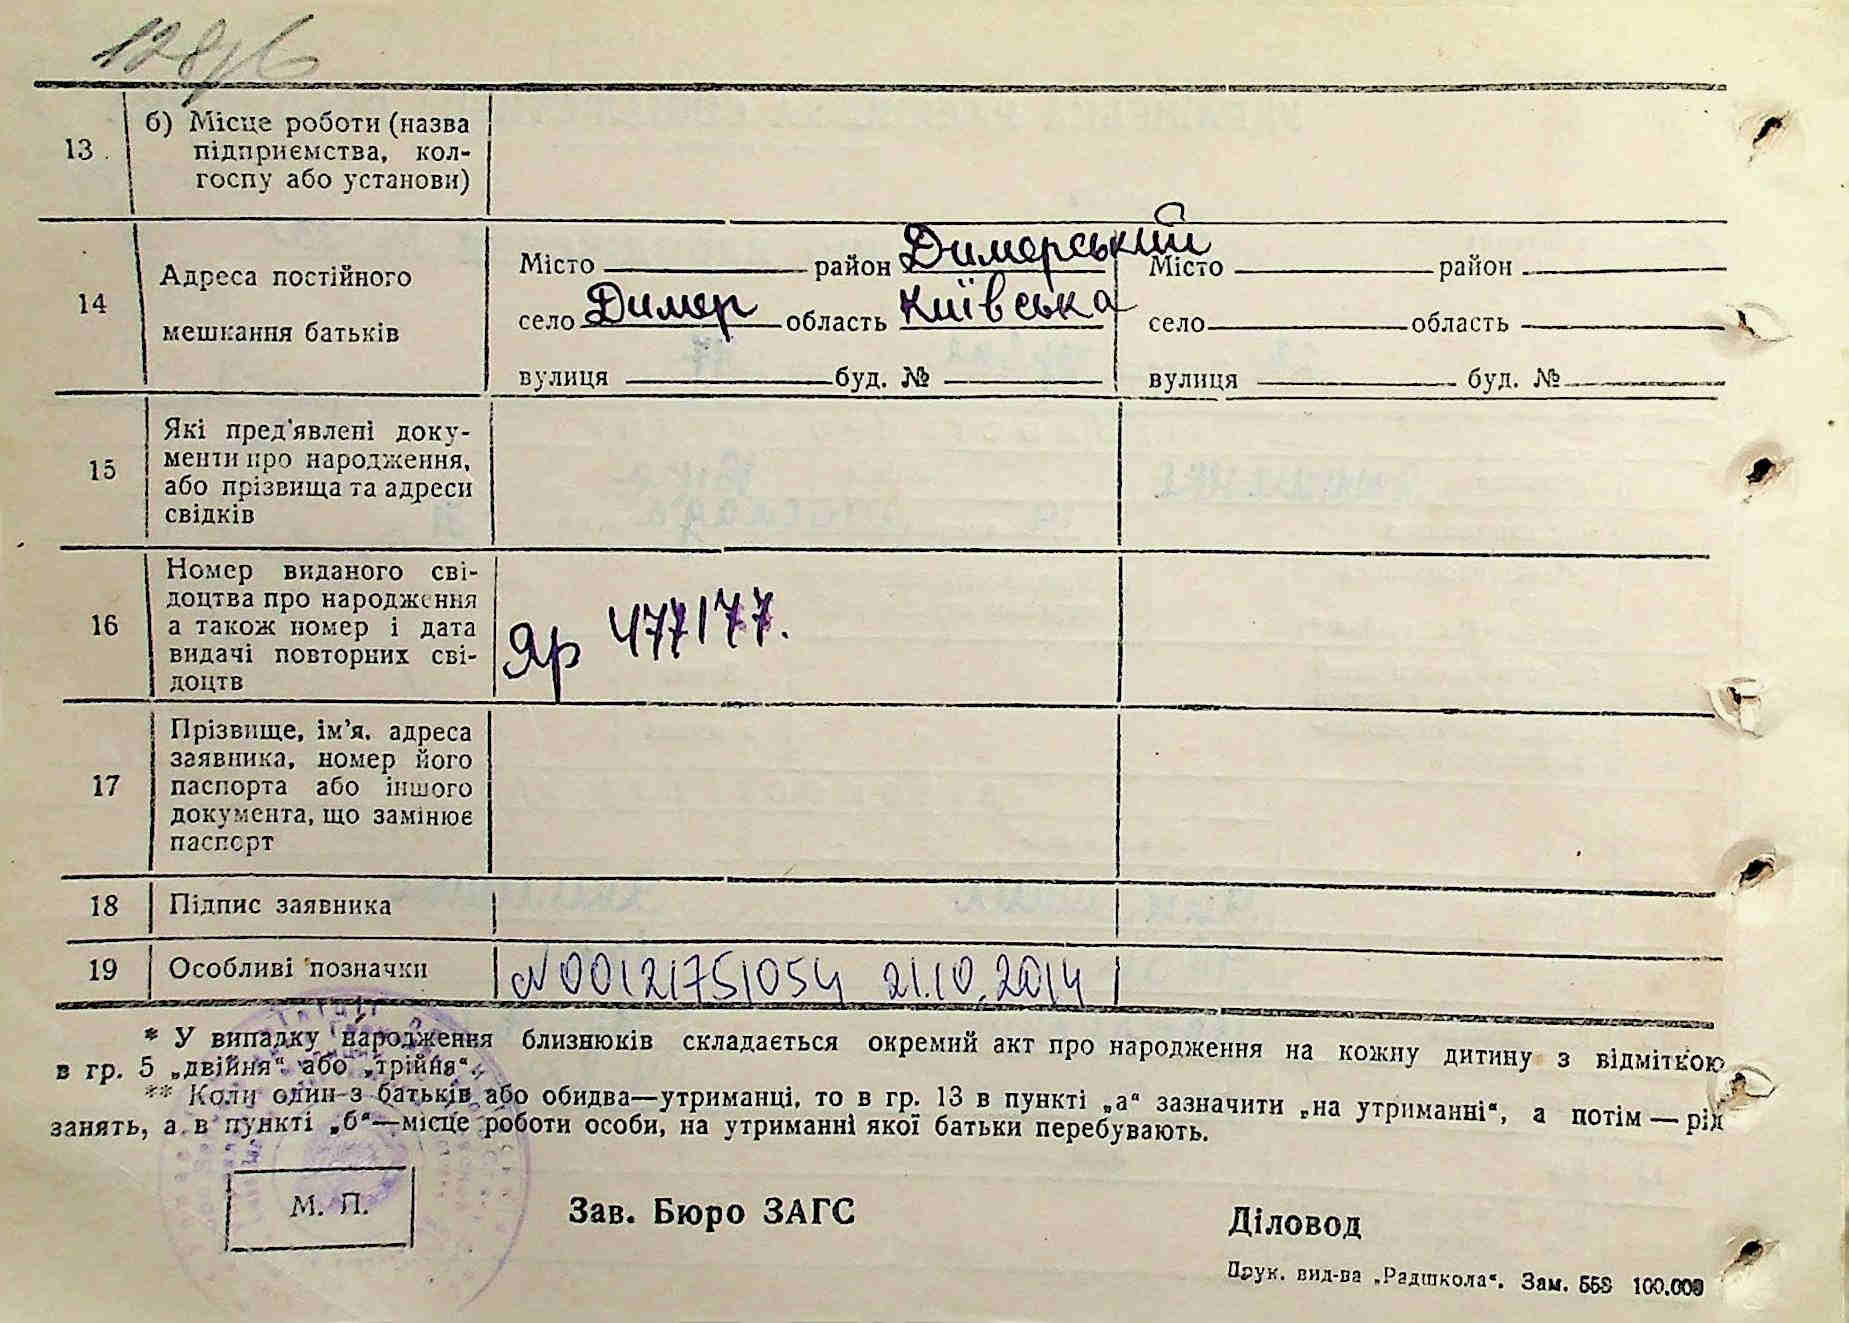 13
б) Місце роботи (назва
підприємства, кол-
госпу або установи)
14
Адреса постійного
мешкання батьків
Місто район Димерський
село Димер область Київська
вулиця буд. №
Місто район
село область
вулиця буд. №
15
Які пред'явлені доку-
менти про народження,
або прізвища та адреси
свідків
16
Номер виданого сві-
доцтва про народження
а також номер і дата
видачі повторних сві-
доцтв
Яр 477177.
17
Прізвище, ім'я, адреса
заявника, номер його
паспорта або іншого
документа, що замінює
паспорт
18
Підпис заявника
19
Особливі позначки
N 00121751054 21.10.2014
* У випадку народження близнюків складається окремий акт про народження на кожну дитину з відміткою
в гр. 5 „двійня“ або „трійня“.
** Коли один з батьків або обидва—утриманці, то в гр. 13 в пункті „а“ зазначити „на утриманні“, а потім — рід
занять, а в пункті „б“—місце роботи особи, на утриманні якої батьки перебувають.
М. П.
Зав. Бюро ЗАГС
Діловод
Друк. вид-ва „Радшкола“. Зам. 558 100.000